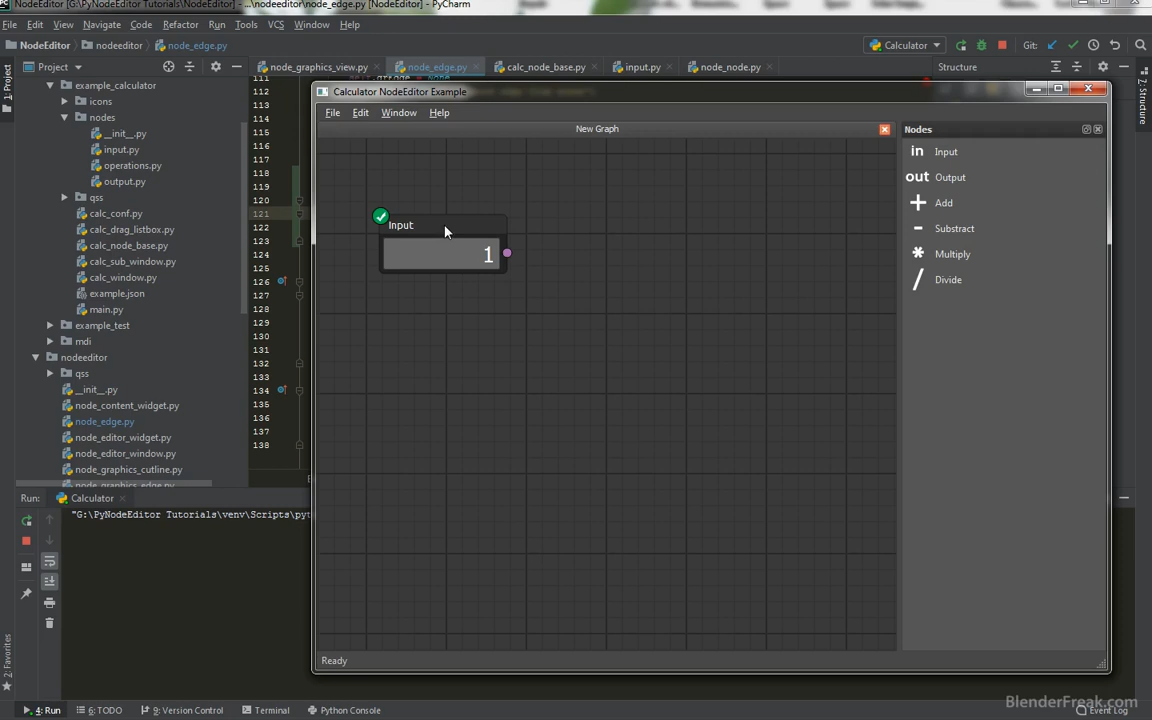 NodeEditor [G:\PyNodeEditor Tutorials\NodeEditor] - ...\nodeeditor\node_edge.py [NodeEditor] - PyCharm
File Edit View Navigate Code Refactor Run Tools VCS Window Help
NodeEditor nodeeditor node_edge.py Calculator Git:
Project node_graphics_view.py node_edge.py calc_node_base.py input.py node_node.py Structure
1: Project
Z: Structure
2: Favorites
example_calculator
icons
nodes
__init__.py
input.py
operations.py
output.py
qss
calc_conf.py
calc_drag_listbox.py
calc_node_base.py
calc_sub_window.py
calc_window.py
example.json
main.py
example_test
mdi
nodeeditor
qss
__init__.py
node_content_widget.py
node_edge.py
node_editor_widget.py
node_editor_window.py
node_graphics_cutline.py
node_graphics_edge.py
111
112
113
114
115
116
117
118
119
120
121
122
123
124
125
126
127
128
129
130
131
132
133
134
135
136
137
138
Calculator NodeEditor Example
File Edit Window Help
New Graph
Input
1
Nodes
in Input
out Output
+ Add
- Substract
* Multiply
/ Divide
Ready
Run: Calculator
"G:\PyNodeEditor Tutorials\venv\Scripts\pyt
4: Run 6: TODO 9: Version Control Terminal Python Console Event Log
BlenderFreak.com